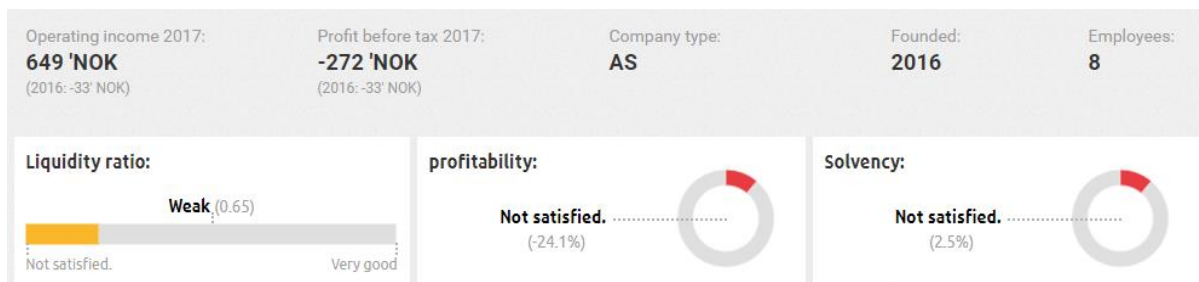 Operating income 2017:
649 'NOK
(2016: -33' NOK)
Profit before tax 2017:
-272 'NOK
(2016: -33' NOK)
Company type:
AS
Founded:
2016
Employees:
8
Liquidity ratio:
Weak (0.65)
Not satisfied.
Very good
profitability:
Not satisfied.
(-24.1%)
Solvency:
Not satisfied.
(2.5%)